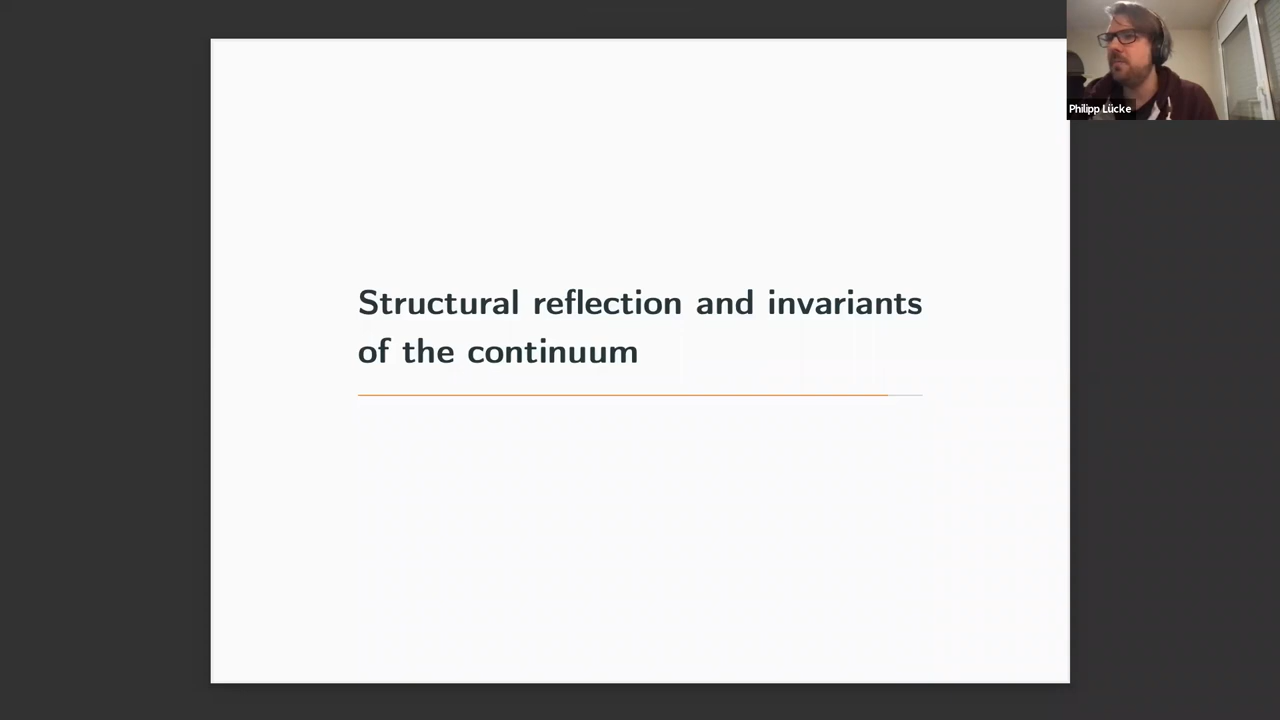 Philipp Lücke
Structural reflection and invariants
of the continuum